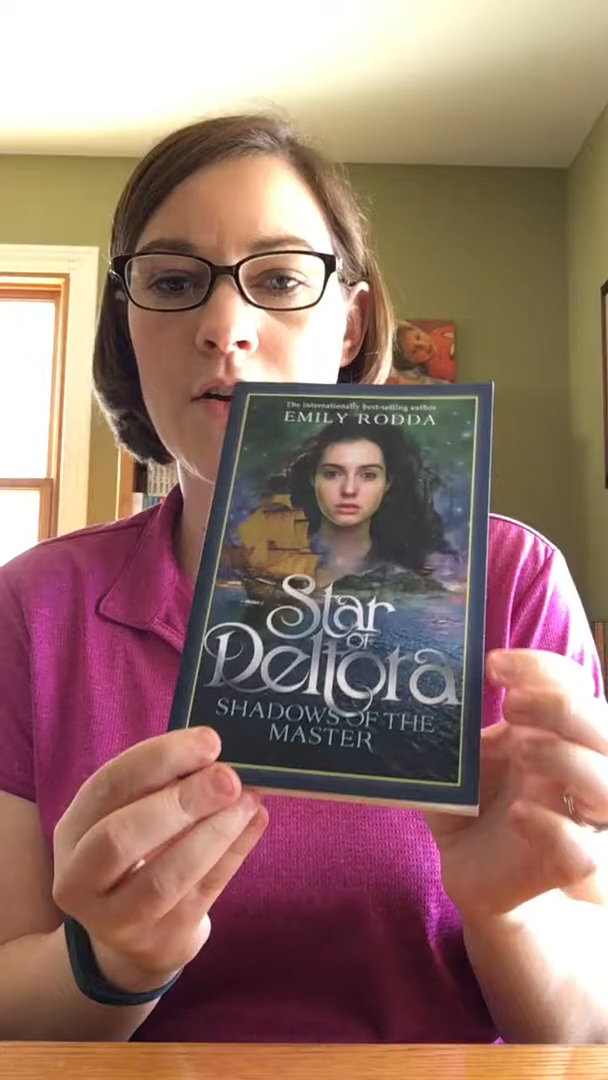 The internationally best-selling author
EMILY RODDA
Star
OF
Deltora
SHADOWS OF THE
MASTER